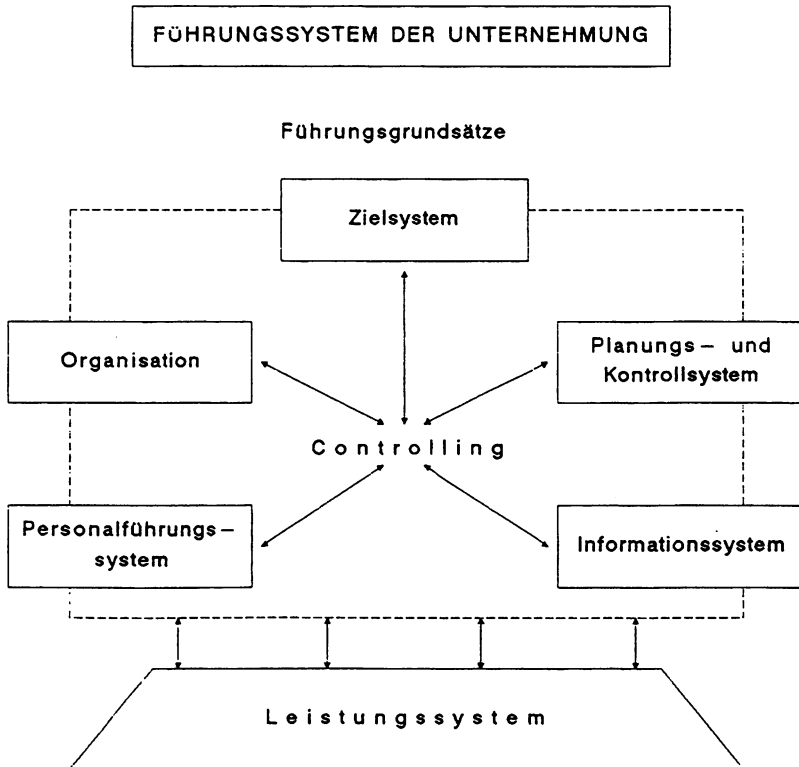 FÜHRUNGSSYSTEM DER UNTERNEHMUNG
Führungsgrundsätze
Zielsystem
Organisation
Planungs- und
Kontrollsystem
Controlling
Personalführungs-
system
Informationssystem
Leistungssystem